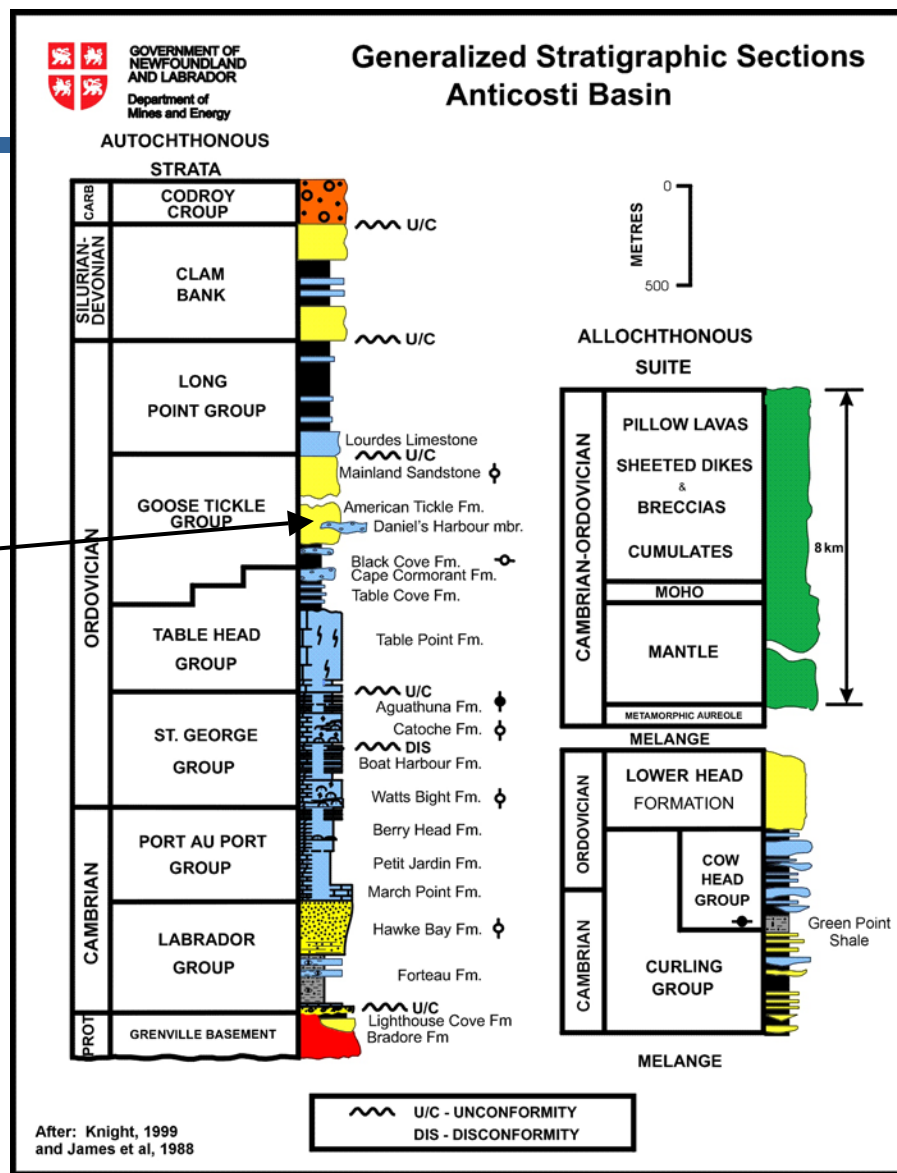 GOVERNMENT OF
NEWFOUNDLAND
AND LABRADOR
Department of
Mines and Energy
Generalized Stratigraphic Sections
Anticosti Basin
AUTOCHTHONOUS
STRATA
CARB
CODROY
CROUP
U/C
SILURIAN-
DEVONIAN
CLAM
BANK
U/C
ORDOVICIAN
LONG
POINT GROUP
Lourdes Limestone
U/C
Mainland Sandstone
GOOSE TICKLE
GROUP
American Tickle Fm.
Daniel's Harbour mbr.
Black Cove Fm.
Cape Cormorant Fm.
Table Cove Fm.
TABLE HEAD
GROUP
Table Point Fm.
U/C
Aguathuna Fm.
ST. GEORGE
GROUP
Catoche Fm.
DIS
Boat Harbour Fm.
Watts Bight Fm.
CAMBRIAN
PORT AU PORT
GROUP
Berry Head Fm.
Petit Jardin Fm.
March Point Fm.
LABRADOR
GROUP
Hawke Bay Fm.
Forteau Fm.
U/C
Lighthouse Cove Fm
Bradore Fm
PROT
GRENVILLE BASEMENT
0
METRES
500
ALLOCHTHONOUS
SUITE
CAMBRIAN-ORDOVICIAN
PILLOW LAVAS
SHEETED DIKES
&
BRECCIAS
CUMULATES
MOHO
MANTLE
METAMORPHIC AUREOLE
8 km
MELANGE
ORDOVICIAN
LOWER HEAD
FORMATION
COW
HEAD
GROUP
Green Point
Shale
CAMBRIAN
CURLING
GROUP
MELANGE
U/C - UNCONFORMITY
DIS - DISCONFORMITY
After: Knight, 1999
and James et al, 1988